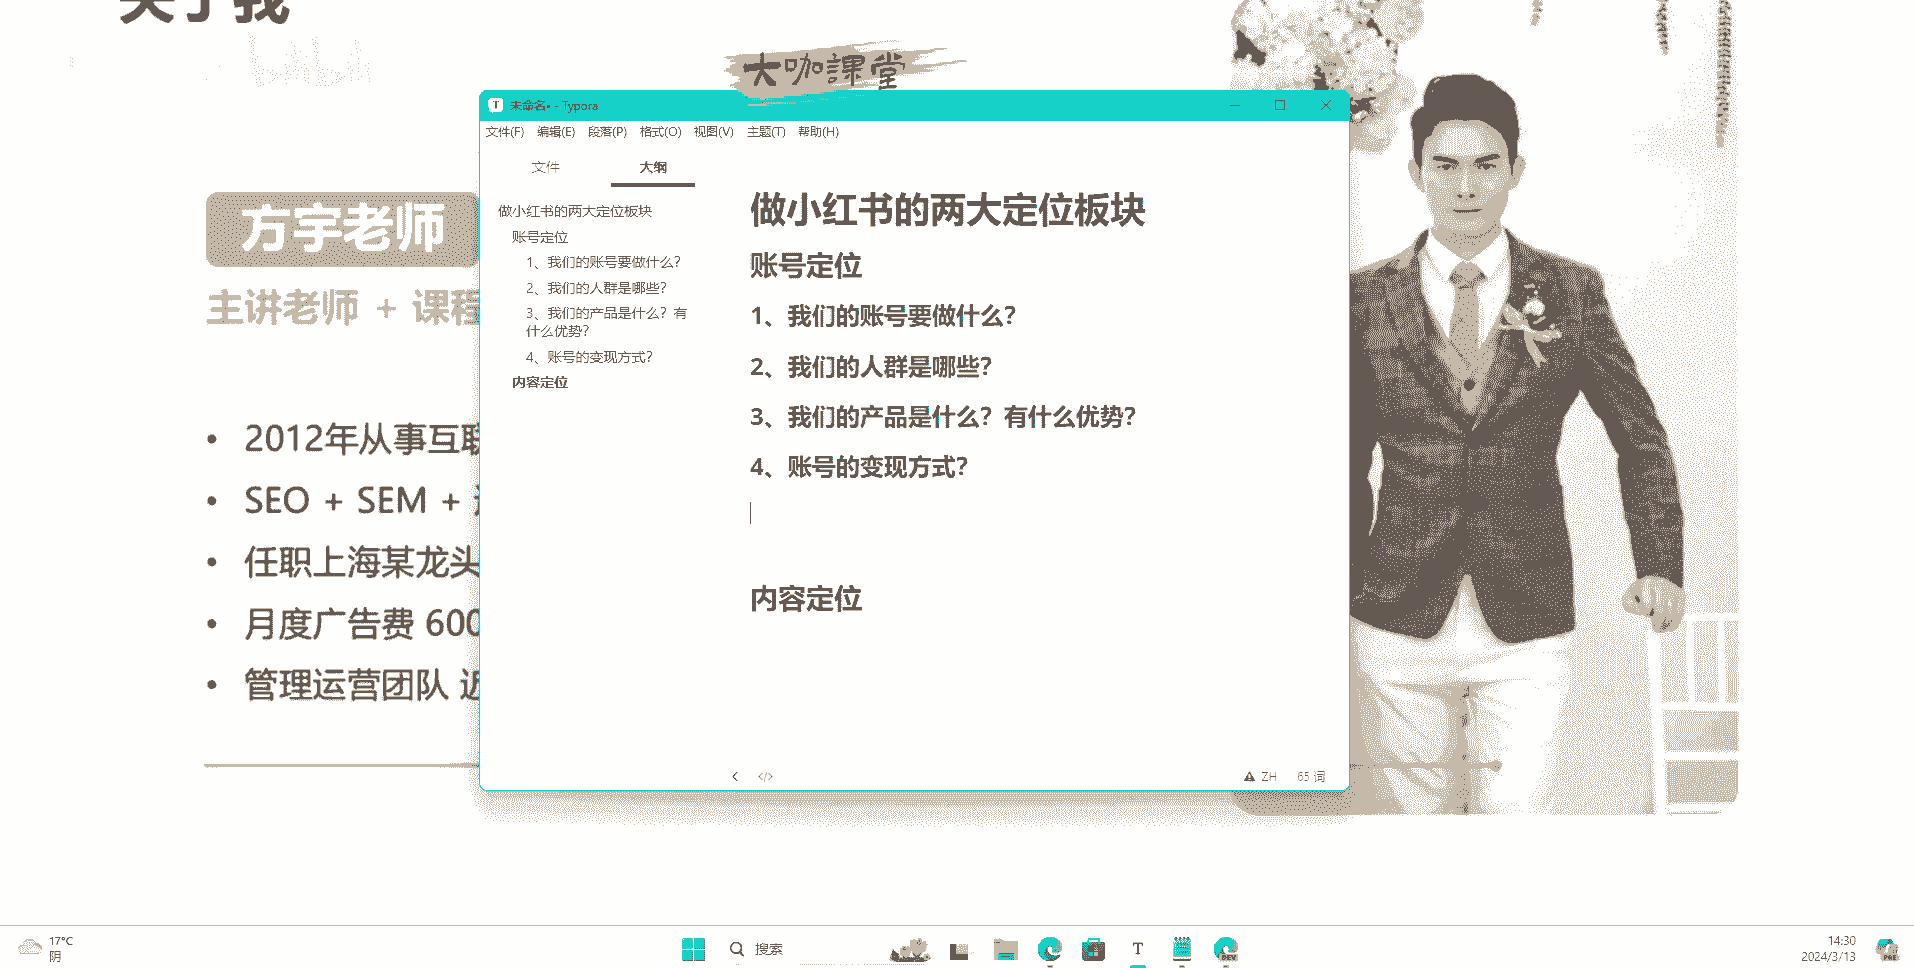 关于我
bilibili
大咖課堂
方宇老师
主讲老师 + 课程
2012年从事互联
SEO + SEM +
任职上海某龙头
月度广告费 600
管理运营团队 近
T 未命名• - Typora
文件(F) 编辑(E) 段落(P) 格式(O) 视图(V) 主题(T) 帮助(H)
文件 大纲
做小红书的两大定位板块
账号定位
1、我们的账号要做什么？
2、我们的人群是哪些？
3、我们的产品是什么？有
什么优势？
4、账号的变现方式？
内容定位
做小红书的两大定位板块
账号定位
1、我们的账号要做什么？
2、我们的人群是哪些？
3、我们的产品是什么？有什么优势？
4、账号的变现方式？
内容定位
</> ZH 65 词
17°C
阴
搜索
T
DEV
14:30
2024/3/13
PRE